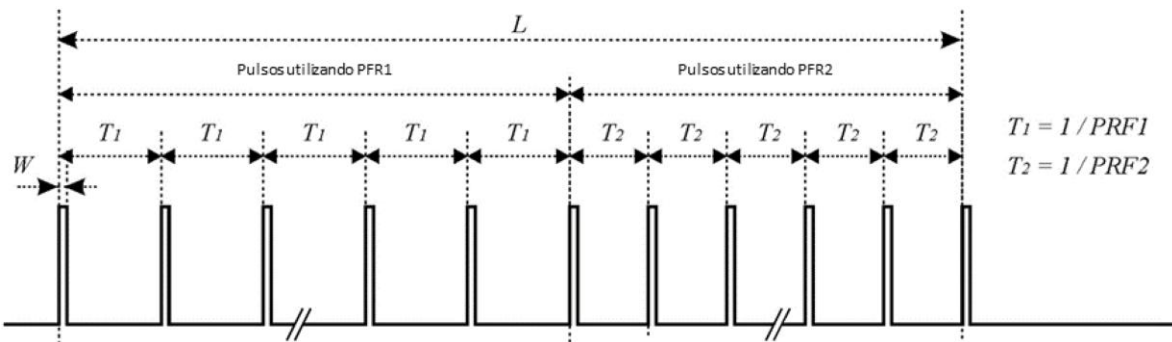 L
Pulsos utilizando PFR1
Pulsos utilizando PFR2
T1 T1 T1 T1 T1 T2 T2 T2 T2 T2
T1 = 1 / PRF1
T2 = 1 / PRF2
W